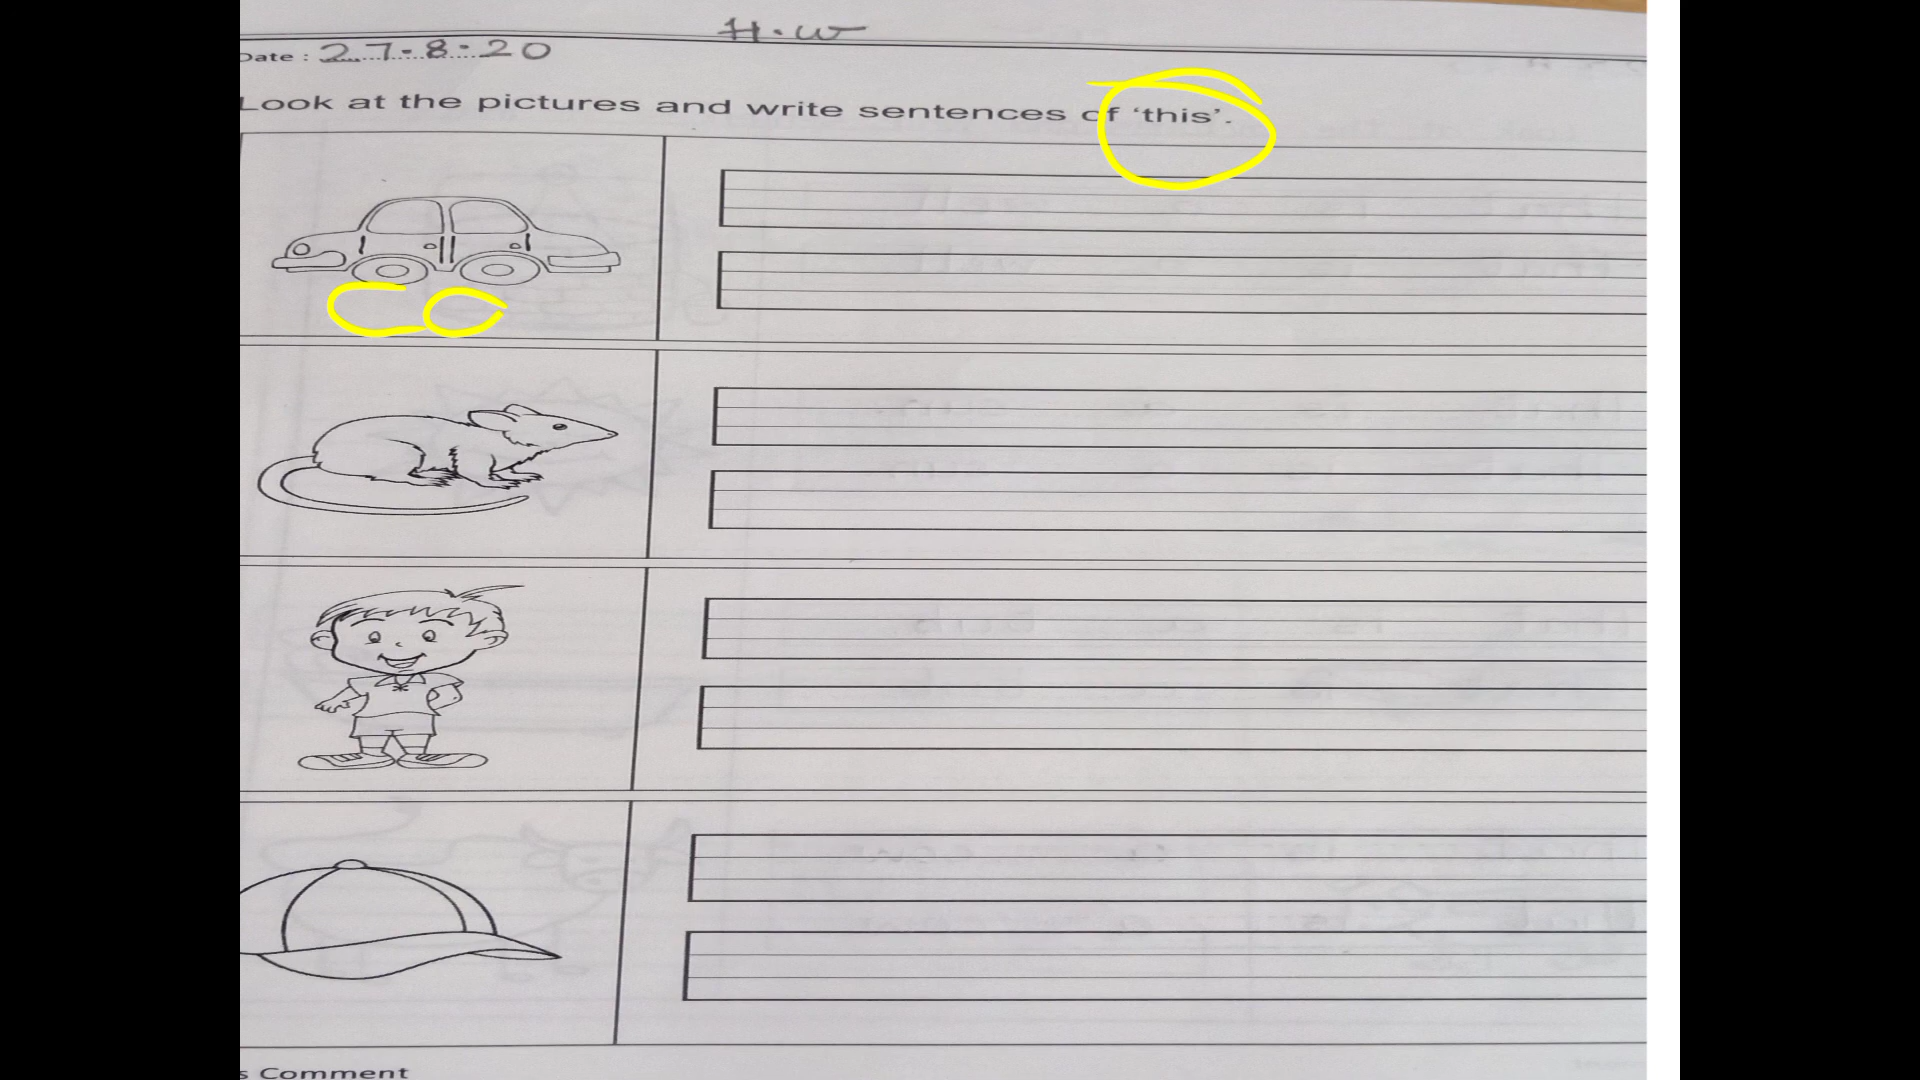 H.W
Date : 27.8.20
Look at the pictures and write sentences of ‘this’.
s Comment